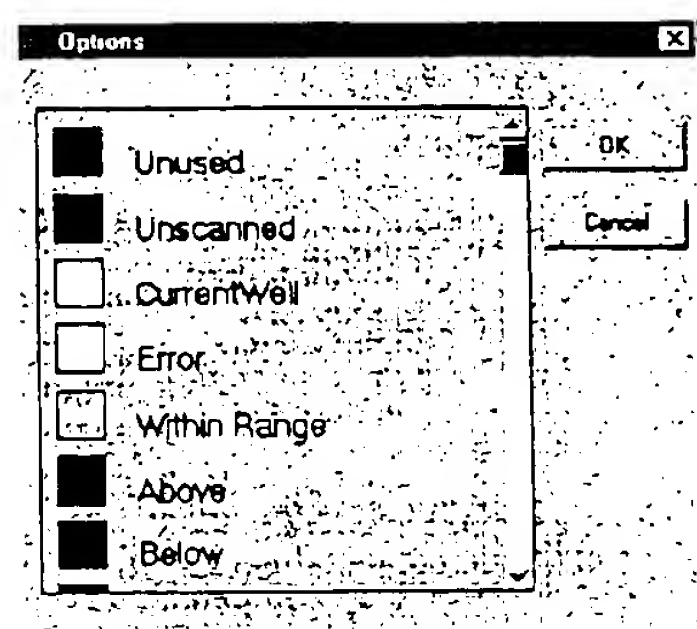 Options
OK
Cancel
Unused
Unscanned
CurrentWell
Error
Within Range
Above
Below